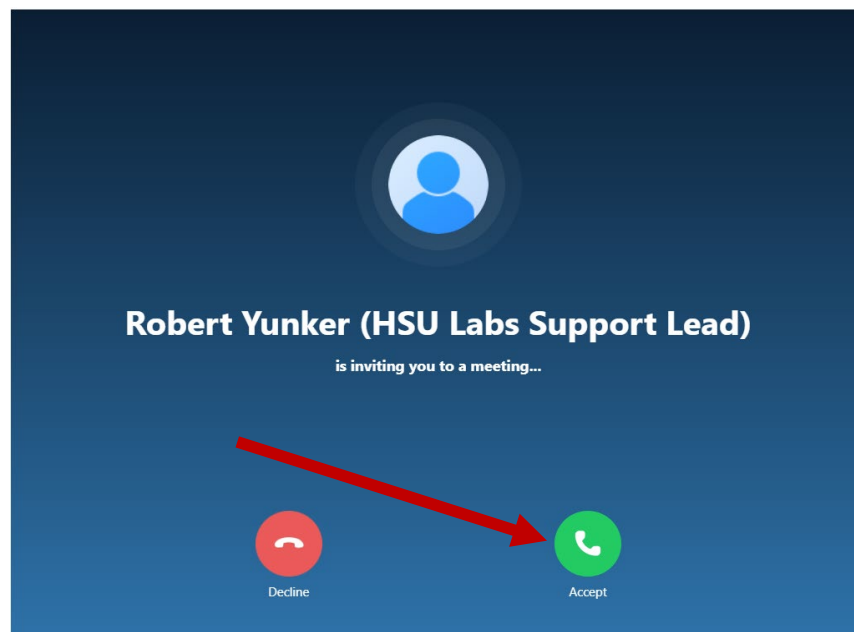 Robert Yunker (HSU Labs Support Lead)
is inviting you to a meeting...
Decline
Accept